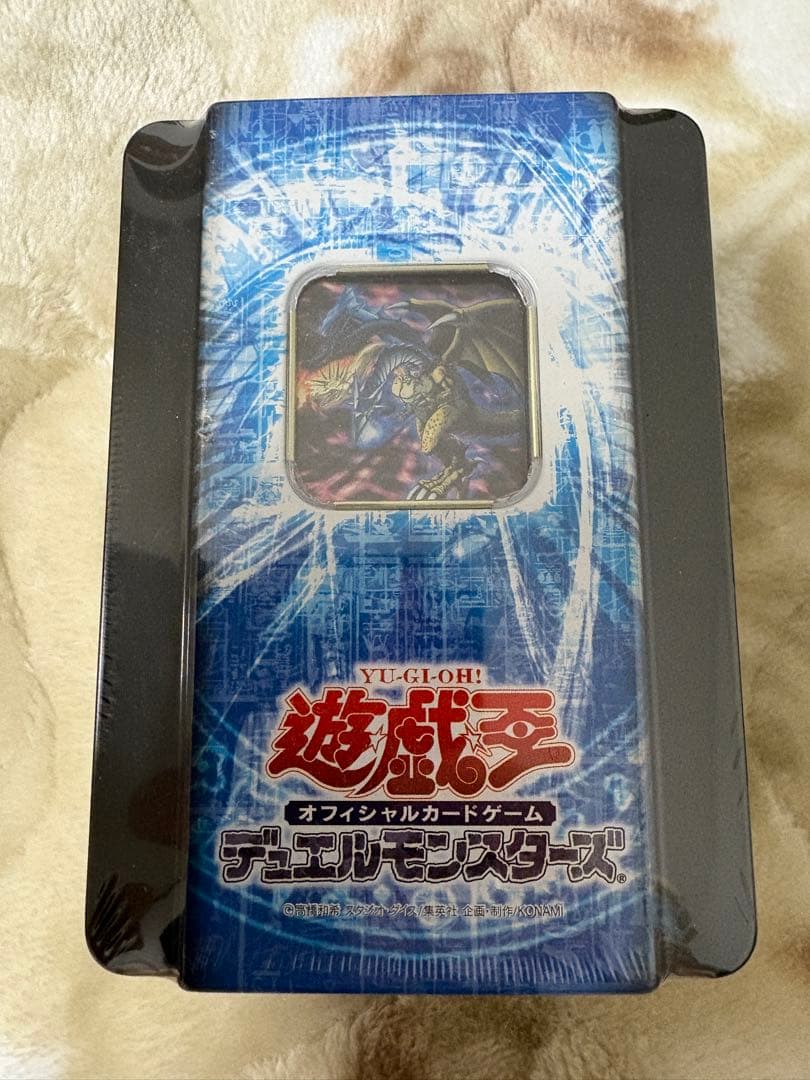 YU-GI-OH!
遊戯王
オフィシャルカードゲーム
デュエルモンスターズ®
©高橋和希 スタジオ・ダイス/集英社 企画・制作/KONAMI